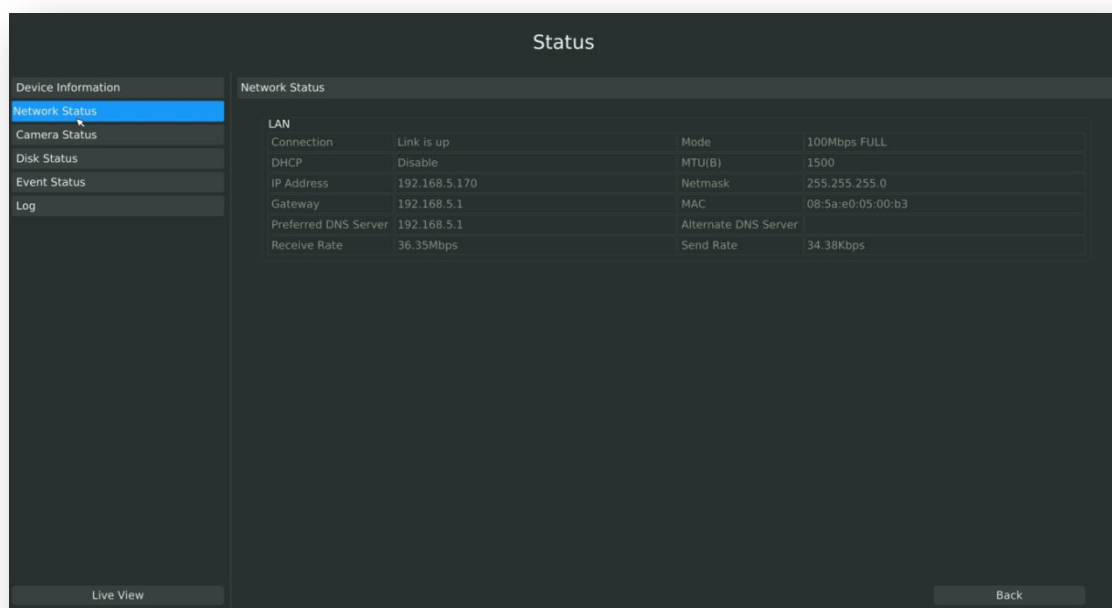 Status
Device Information
Network Status
Camera Status
Disk Status
Event Status
Log
Network Status
LAN
Connection Link is up Mode 100Mbps FULL
DHCP Disable MTU(B) 1500
IP Address 192.168.5.170 Netmask 255.255.255.0
Gateway 192.168.5.1 MAC 08:5a:e0:05:00:b3
Preferred DNS Server 192.168.5.1 Alternate DNS Server
Receive Rate 36.35Mbps Send Rate 34.38Kbps
Live View
Back